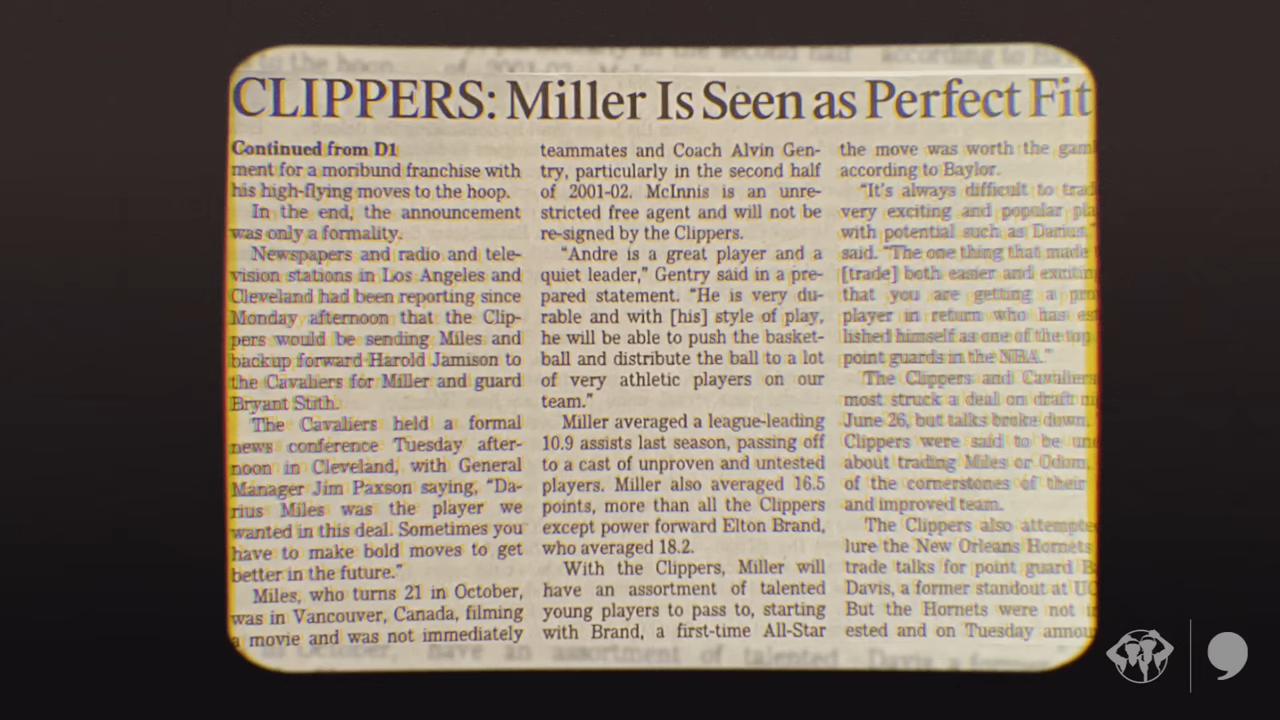 CLIPPERS: Miller Is Seen as Perfect Fit
Continued from D1
ment for a moribund franchise with
his high-flying moves to the hoop.
In the end, the announcement
was only a formality.
Newspapers and radio and tele-
vision stations in Los Angeles and
Cleveland had been reporting since
Monday afternoon that the Clip-
pers would be sending Miles and
backup forward Harold Jamison to
the Cavaliers for Miller and guard
Bryant Stith.
The Cavaliers held a formal
news conference Tuesday after-
noon in Cleveland, with General
Manager Jim Paxson saying, “Da-
rius Miles was the player we
wanted in this deal. Sometimes you
have to make bold moves to get
better in the future.”
Miles, who turns 21 in October,
was in Vancouver, Canada, filming
a movie and was not immediately
teammates and Coach Alvin Gen-
try, particularly in the second half
of 2001-02. McInnis is an unre-
stricted free agent and will not be
re-signed by the Clippers.
“Andre is a great player and a
quiet leader,” Gentry said in a pre-
pared statement. “He is very du-
rable and with [his] style of play,
he will be able to push the basket-
ball and distribute the ball to a lot
of very athletic players on our
team.”
Miller averaged a league-leading
10.9 assists last season, passing off
to a cast of unproven and untested
players. Miller also averaged 16.5
points, more than all the Clippers
except power forward Elton Brand,
who averaged 18.2.
With the Clippers, Miller will
have an assortment of talented
young players to pass to, starting
with Brand, a first-time All-Star
the move was worth the gam
according to Baylor.
“It’s always difficult to trad
very exciting and popular pla
with potential such as Darius,”
said. “The one thing that made
[trade] both easier and excitin
that you are getting a pro
player in return who has est
lished himself as one of the top
point guards in the NBA.”
The Clippers and Cavaliers
most struck a deal on draft n
June 26, but talks broke down.
Clippers were said to be un
about trading Miles or Odom,
of the cornerstones of their
and improved team.
The Clippers also attempte
lure the New Orleans Hornets
trade talks for point guard B
Davis, a former standout at UC
But the Hornets were not i
ested and on Tuesday annou